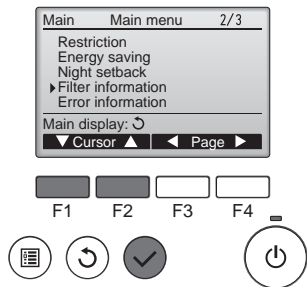 Main Main menu 2/3
Restriction
Energy saving
Night setback
Filter information
Error information
Main display:
Cursor Page
F1 F2 F3 F4